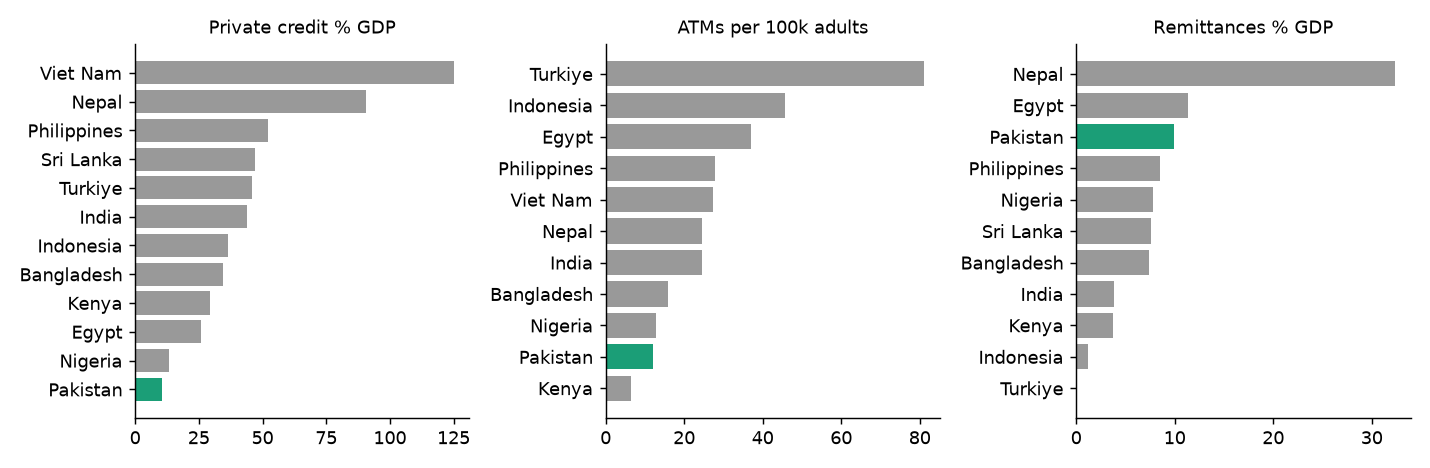 Private credit % GDP
Viet Nam
Nepal
Philippines
Sri Lanka
Turkiye
India
Indonesia
Bangladesh
Kenya
Egypt
Nigeria
Pakistan
0 25 50 75 100 125
ATMs per 100k adults
Turkiye
Indonesia
Egypt
Philippines
Viet Nam
Nepal
India
Bangladesh
Nigeria
Pakistan
Kenya
0 20 40 60 80
Remittances % GDP
Nepal
Egypt
Pakistan
Philippines
Nigeria
Sri Lanka
Bangladesh
India
Kenya
Indonesia
Turkiye
0 10 20 30